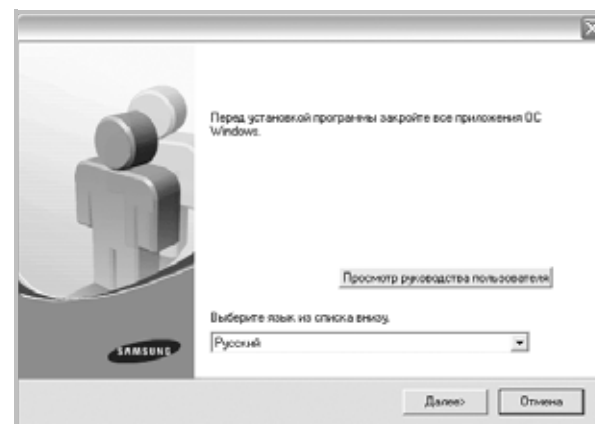 Перед установкой программы закройте все приложения ОС
Windows.
Просмотр руководства пользователя
Выберите язык из списка внизу.
Русский
SAMSUNG
Далее>
Отмена